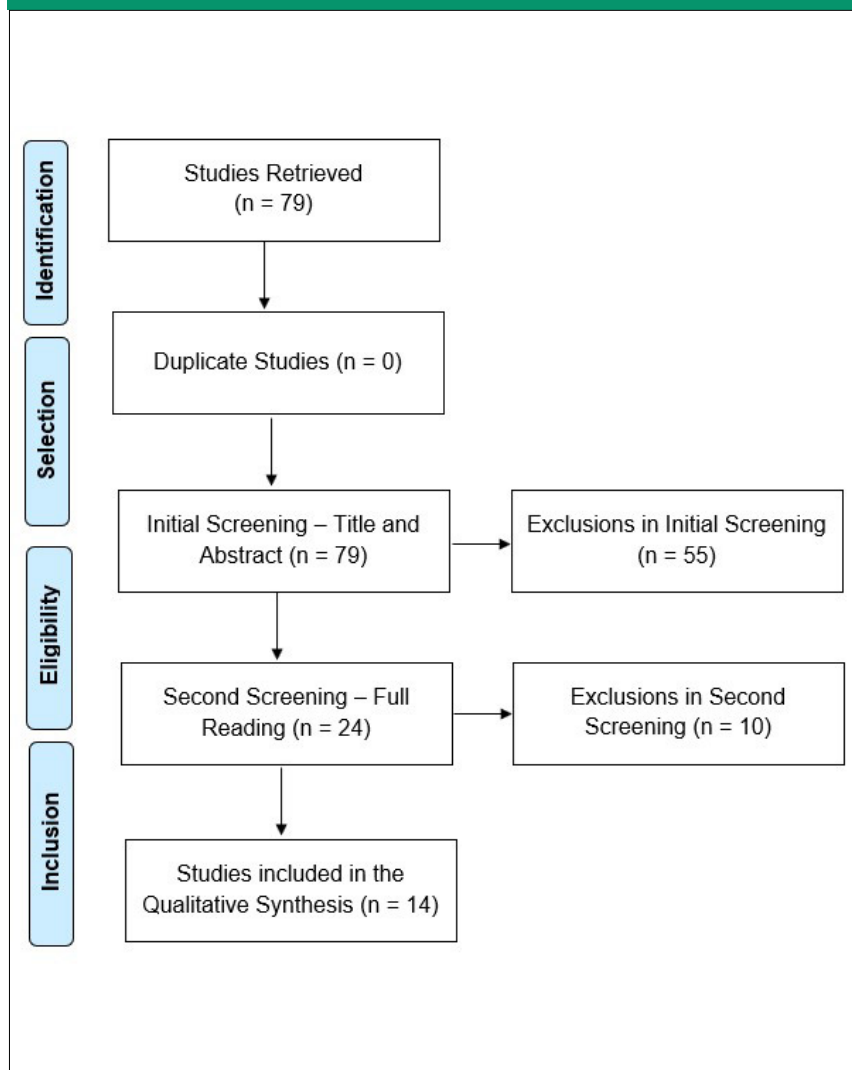 Identification
Studies Retrieved
(n = 79)
Duplicate Studies (n = 0)
Selection
Initial Screening – Title and
Abstract (n = 79)
Exclusions in Initial Screening
(n = 55)
Eligibility
Second Screening – Full
Reading (n = 24)
Exclusions in Second
Screening (n = 10)
Inclusion
Studies included in the
Qualitative Synthesis (n = 14)